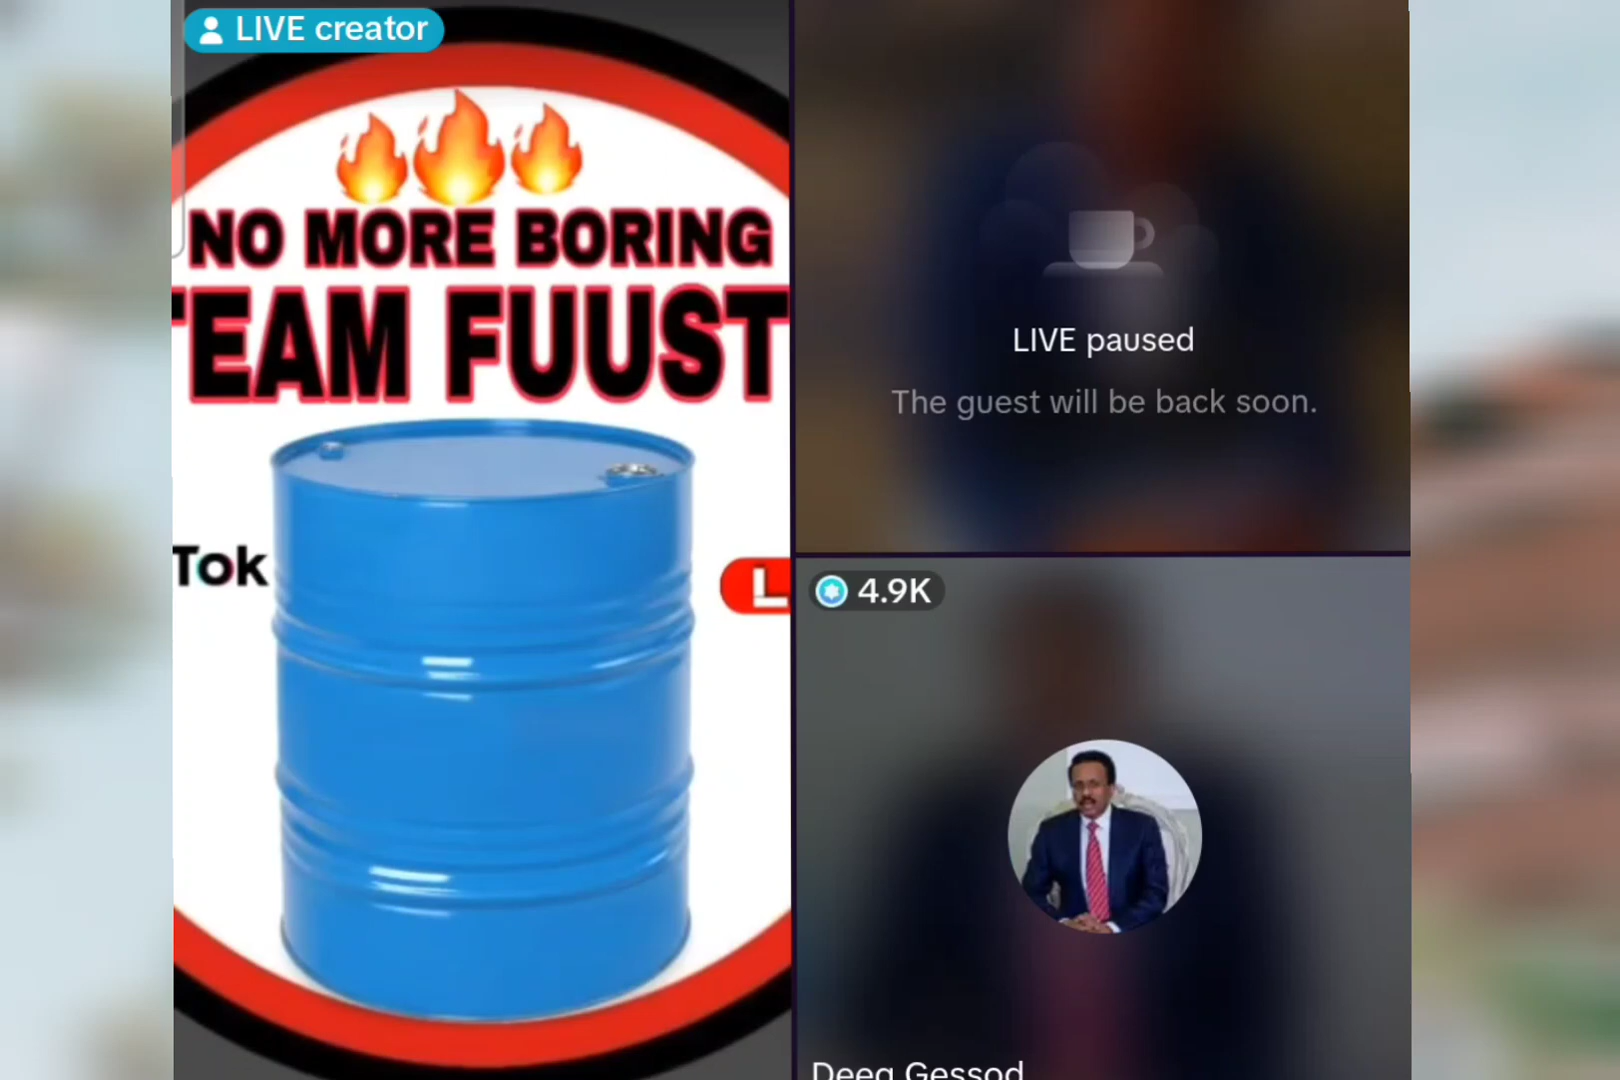 LIVE creator
NO MORE BORING
TEAM FUUST
Tok
L
LIVE paused
The guest will be back soon.
4.9K
Deeq Gessod